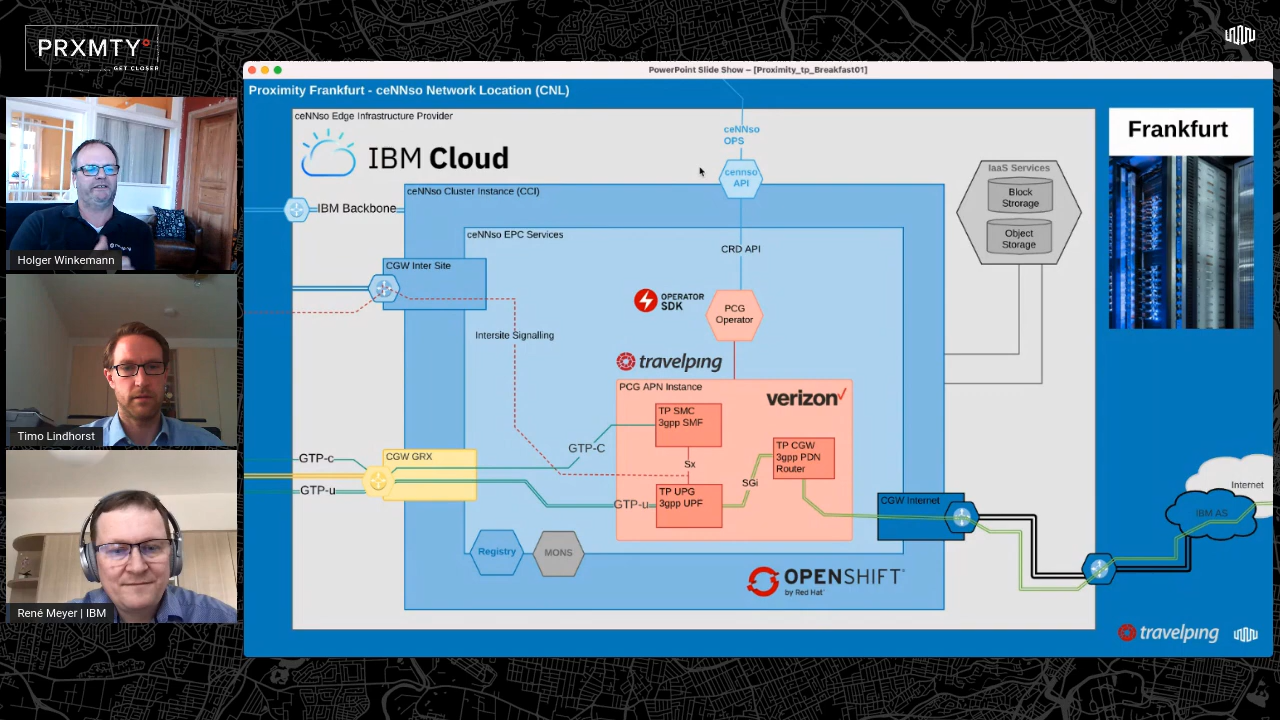 PRXMTY°
GET CLOSER
PowerPoint Slide Show – [Proximity_tp_Breakfast01]
Proximity Frankfurt - ceNNso Network Location (CNL)
ceNNso Edge Infrastructure Provider
IBM Cloud
ceNNso
OPS
cennso
API
Frankfurt
IaaS Services
Block
Storage
Object
Storage
ceNNso Cluster Instance (CCI)
IBM Backbone
ceNNso EPC Services
CRD API
CGW Inter Site
OPERATOR
SDK
PCG
Operator
Intersite Signalling
travelping
PCG APN Instance
verizon
TP SMC
3gpp SMF
GTP-C
TP CGW
3gpp PDN
Router
GTP-c
CGW GRX
Sx
SGi
GTP-u
TP UPG
3gpp UPF
GTP-u
CGW Internet
Internet
IBM AS
Registry
MONS
OPENSHIFT
by Red Hat
travelping
Holger Winkemann
Timo Lindhorst
René Meyer | IBM